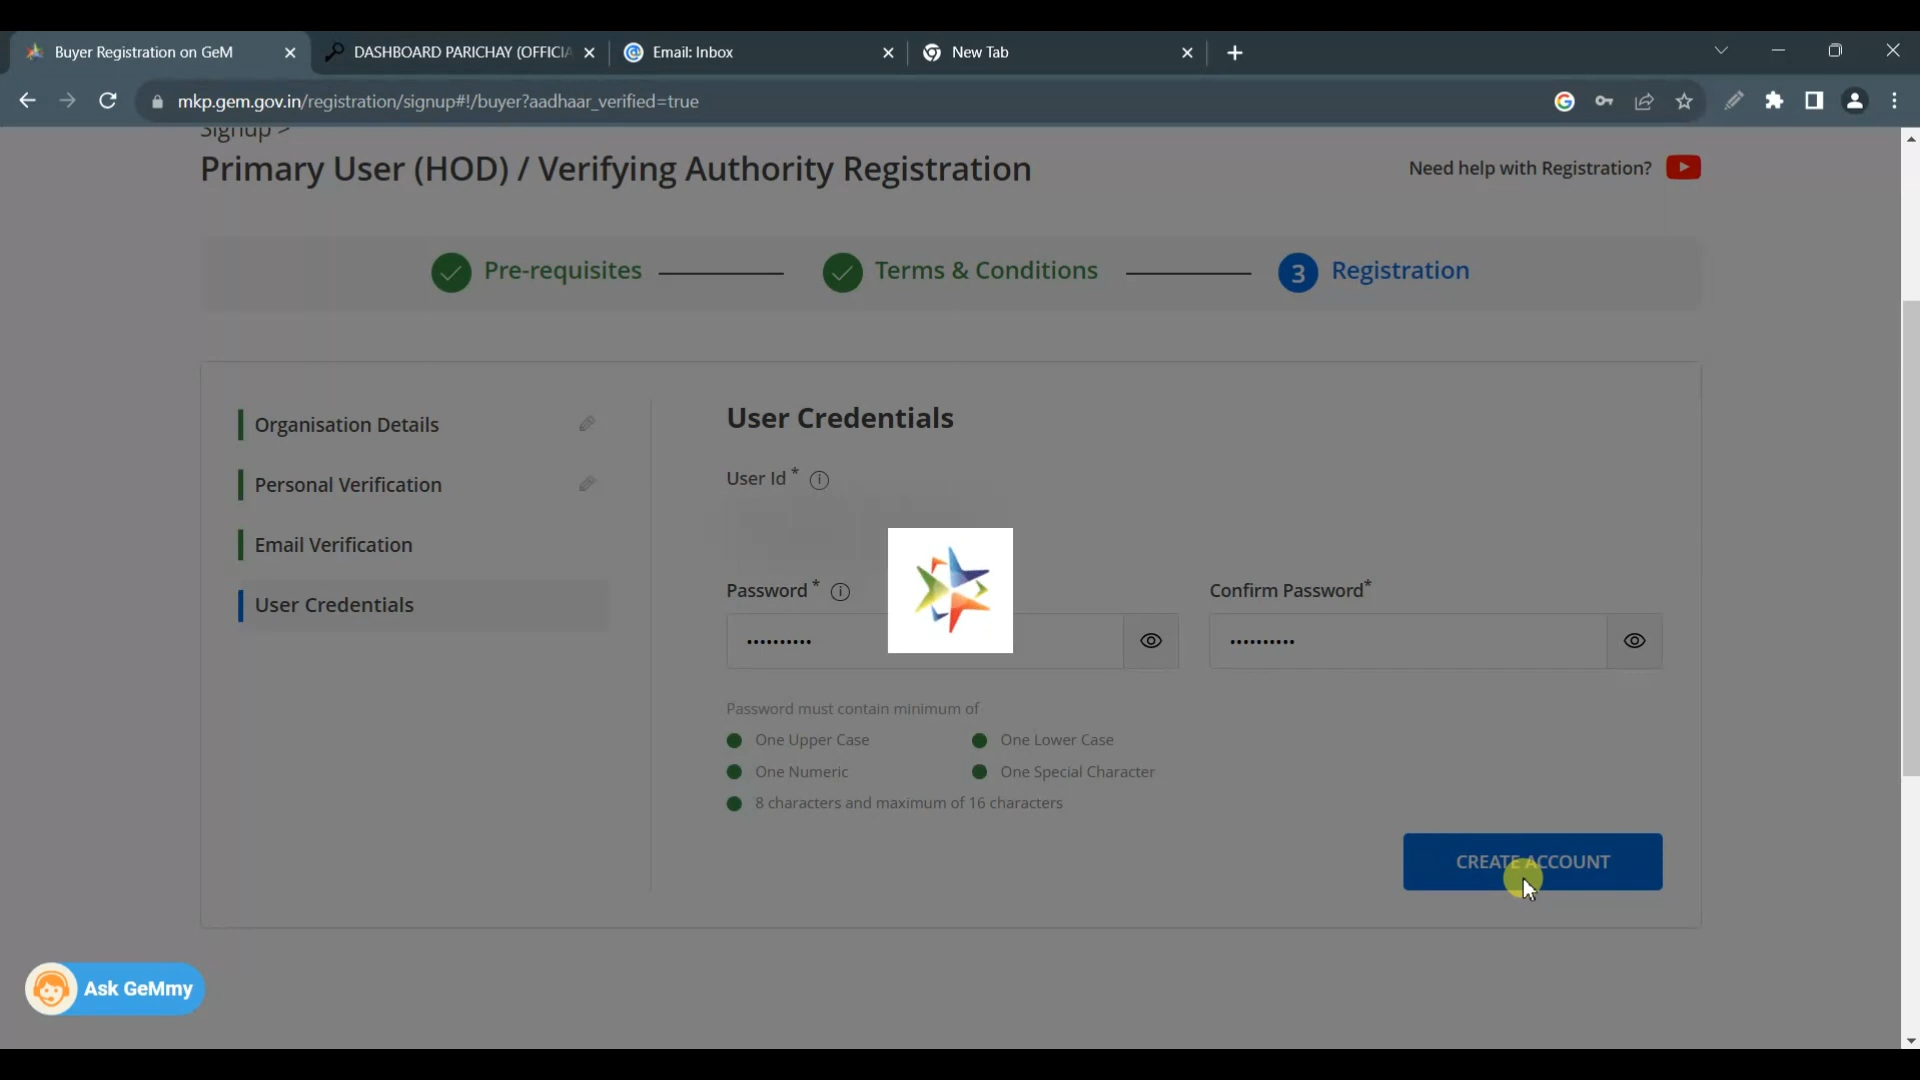 Buyer Registration on GeM
DASHBOARD PARICHAY (OFFICIA
Email: Inbox
New Tab
mkp.gem.gov.in/registration/signup#!/buyer?aadhaar_verified=true
Signup >
Primary User (HOD) / Verifying Authority Registration
Need help with Registration?
Pre-requisites
Terms & Conditions
3 Registration
Organisation Details
Personal Verification
Email Verification
User Credentials
User Credentials
User Id *
Password *
Confirm Password*
••••••••••
••••••••••
Password must contain minimum of
One Upper Case
One Lower Case
One Numeric
One Special Character
8 characters and maximum of 16 characters
CREATE ACCOUNT
Ask GeMmy